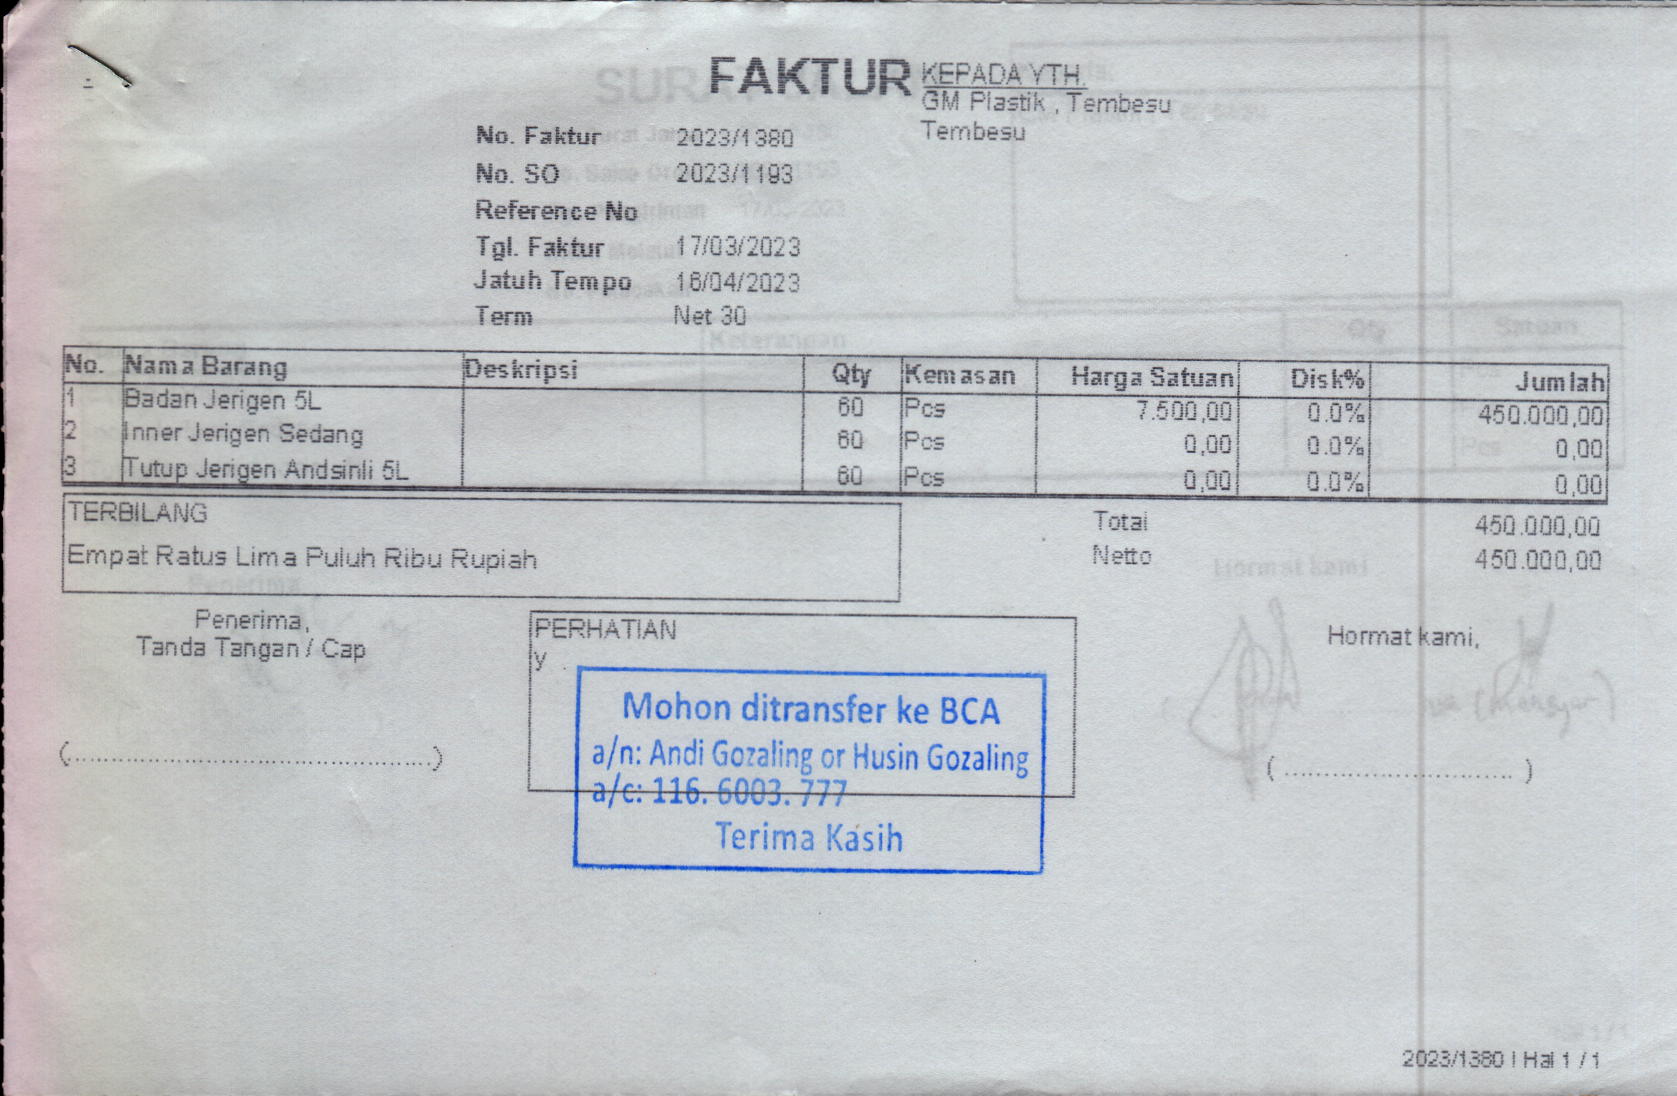 FAKTUR
KEPADA YTH.
GM Plastik , Tembesu
Tembesu
No. Faktur 2023/1380
No. SO 2023/1193
Reference No
Tgl. Faktur 17/03/2023
Jatuh Tempo 16/04/2023
Term Net 30
No. Nama Barang Deskripsi Qty Kemasan Harga Satuan Disk% Jumlah
1 Badan Jerigen 5L 60 Pcs 7.500,00 0.0% 450.000,00
2 Inner Jerigen Sedang 60 Pcs 0,00 0.0% 0,00
3 Tutup Jerigen Andsinli 5L 60 Pcs 0,00 0.0% 0,00
TERBILANG
Empat Ratus Lima Puluh Ribu Rupiah
Total 450.000,00
Netto 450.000,00
Penerima,
Tanda Tangan / Cap
PERHATIAN
y
Hormat kami,
Mohon ditransfer ke BCA
a/n: Andi Gozaling or Husin Gozaling
a/c: 116. 6003. 777
Terima Kasih
(......................................................)
( .................................. )
2023/1380 | Hal 1 / 1